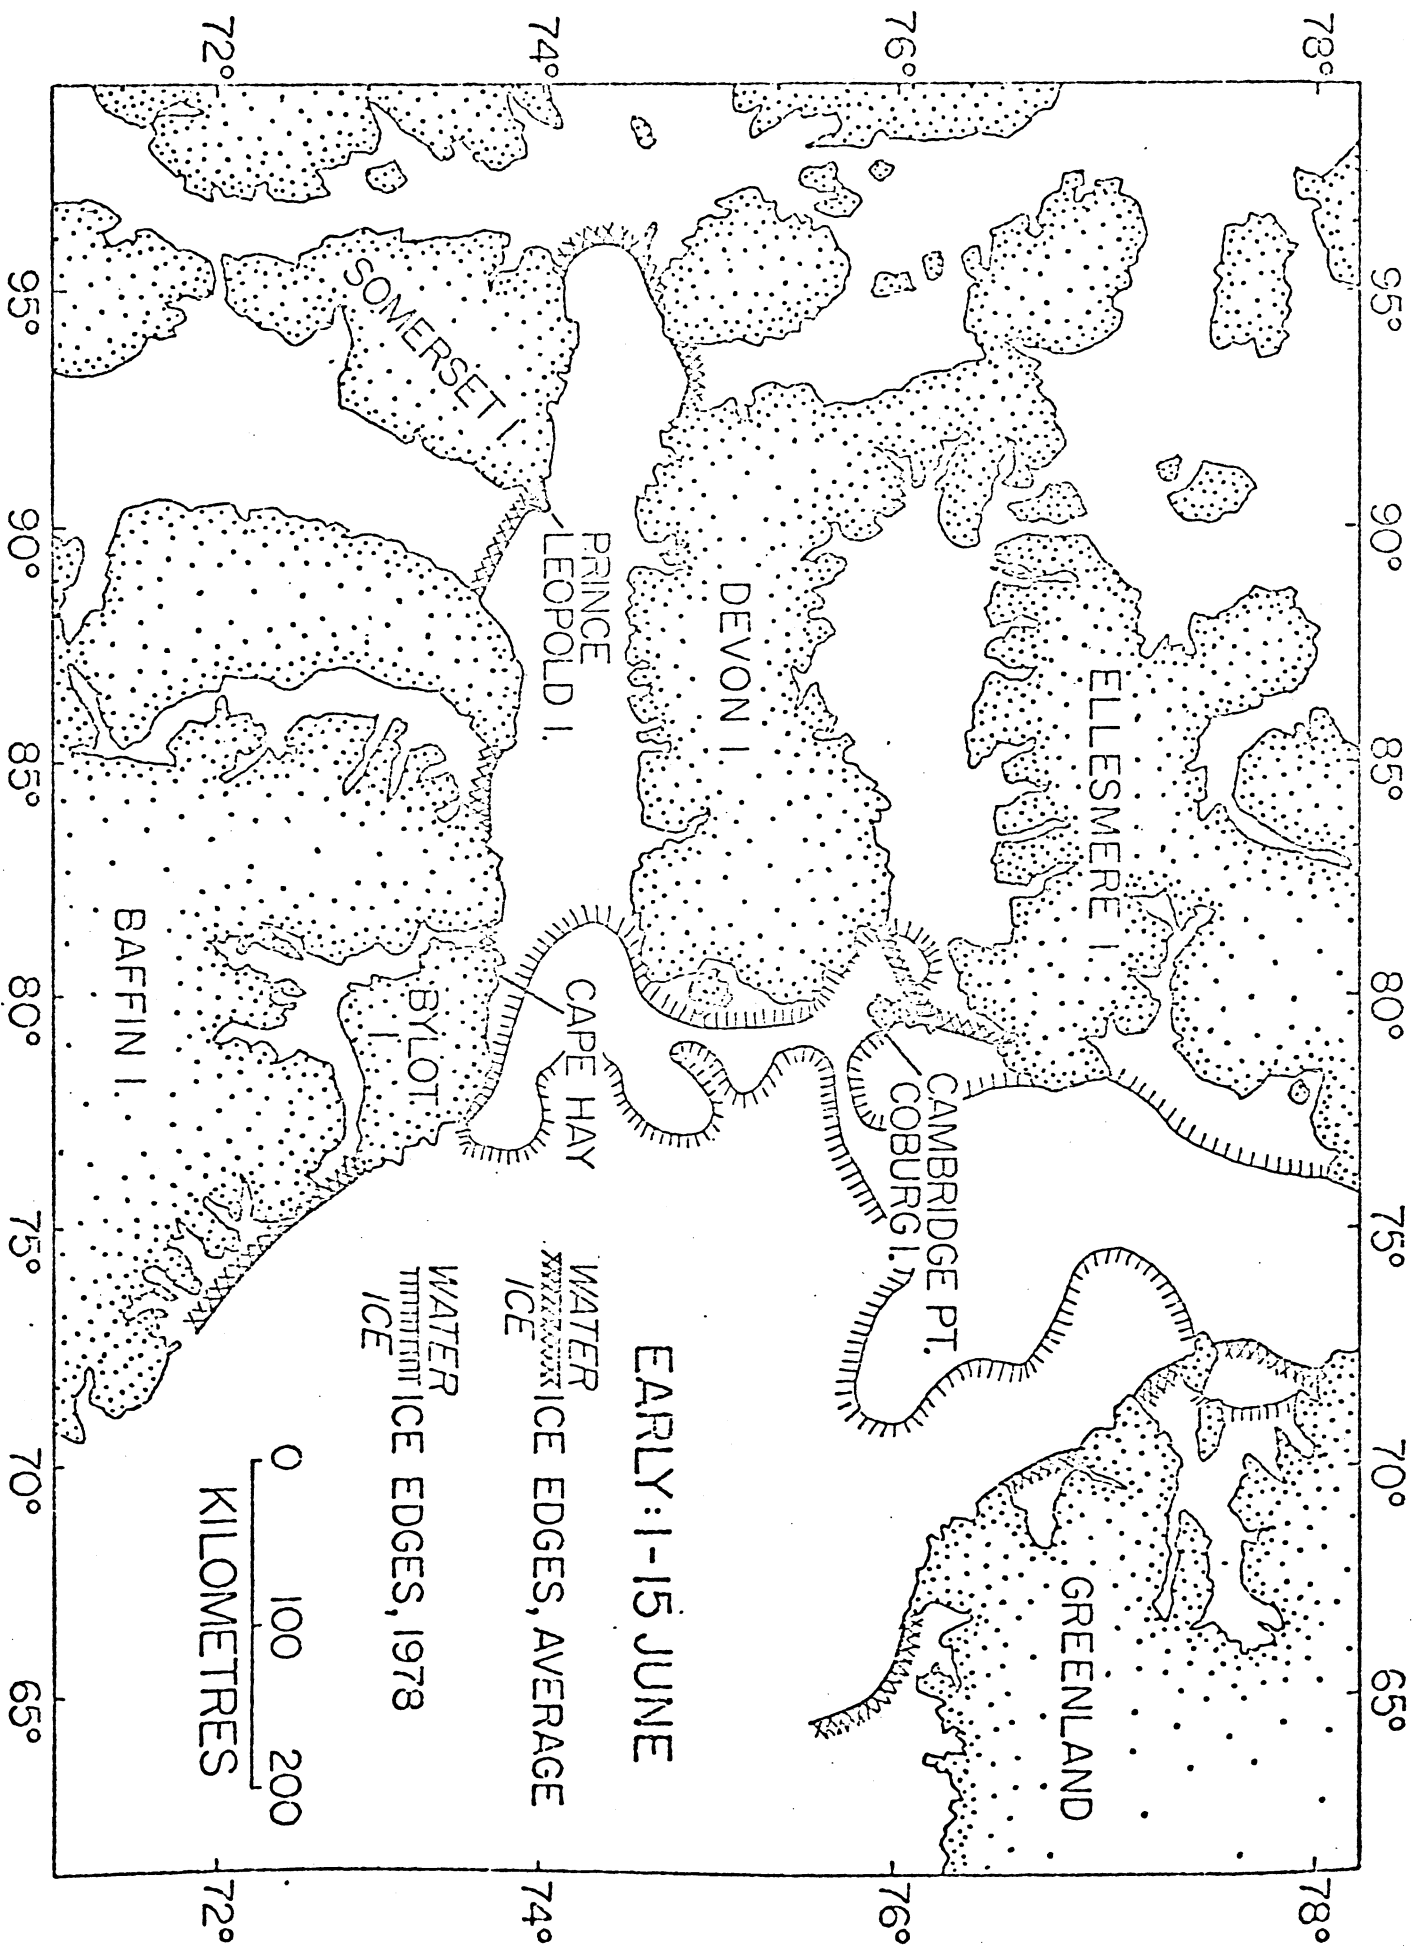 95°
90°
85°
80°
75°
70°
65°
78°
78°
76°
76°
74°
74°
72°
72°
95°
90°
85°
80°
75°
70°
65°
ELLESMERE I
GREENLAND
CAMBRIDGE PT.
COBURG I.
DEVON I
PRINCE
LEOPOLD I.
SOMERSET I
CAPE HAY
BYLOT
I
BAFFIN I.
EARLY: 1-15 JUNE
WATER
ICE EDGES, AVERAGE
ICE
WATER
ICE EDGES, 1978
ICE
0 100 200
KILOMETRES